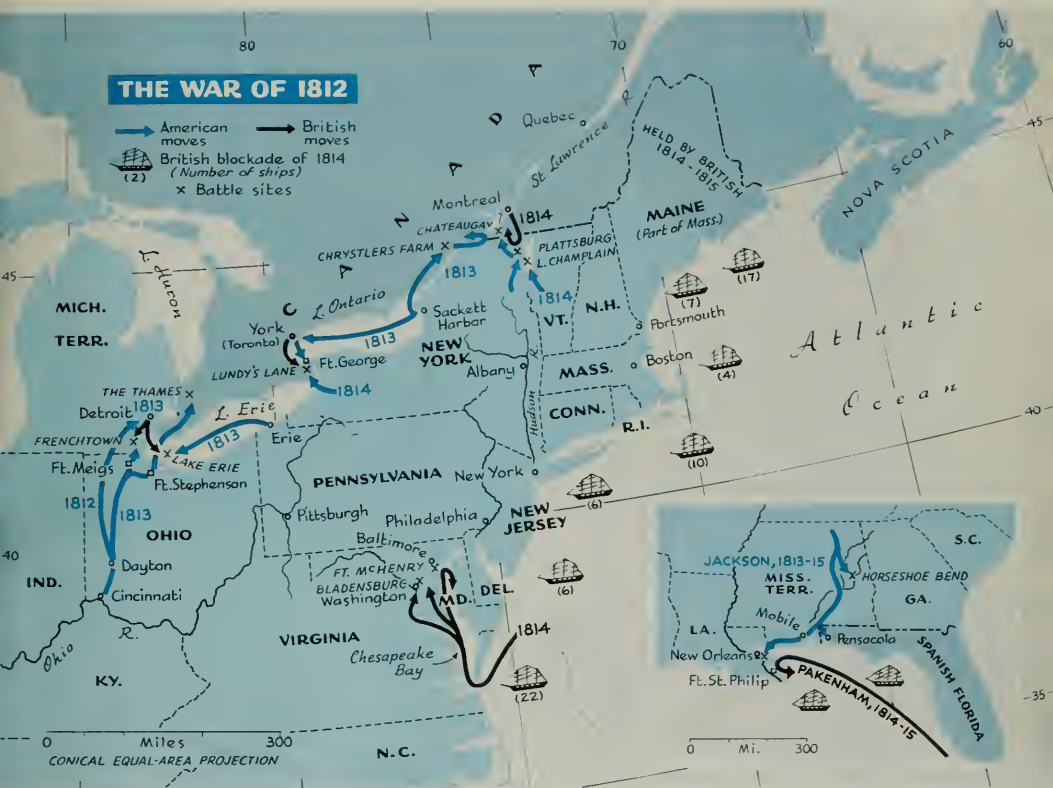 80
70
60
THE WAR OF 1812
American moves
British moves
British blockade of 1814
(Number of ships)
(2)
x Battle sites
CANADA
Quebec
St Lawrence R
45
HELD BY BRITISH
1814-1815
NOVA SCOTIA
Montreal
1814
CHATEAUGAY
CHRYSTLERS FARM
PLATTSBURG
L. CHAMPLAIN
MAINE
(Part of Mass.)
45
L. Huron
1813
1814
(7)
(17)
MICH.
TERR.
L. Ontario
Sackett
Harbor
VT.
N.H.
Portsmouth
York
(Toronto)
1813
NEW
YORK
Atlantic
Ocean
LUNDY'S LANE
Ft. George
1814
Albany
Hudson R.
MASS.
Boston
(4)
THE THAMES
Detroit
1813
L. Erie
1813
Erie
CONN.
R.I.
40
FRENCHTOWN
LAKE ERIE
Ft. Meigs
Ft. Stephenson
PENNSYLVANIA
New York
(10)
1812
1813
OHIO
Pittsburgh
Philadelphia
NEW
JERSEY
(6)
40
Dayton
IND.
Cincinnati
Baltimore
FT. McHENRY
BLADENSBURG
Washington
MD.
DEL.
(6)
Ohio R.
VIRGINIA
Chesapeake
Bay
1814
(22)
KY.
0 Miles 300
CONICAL EQUAL-AREA PROJECTION
N.C.
S.C.
JACKSON, 1813-15
MISS.
TERR.
HORSESHOE BEND
GA.
Mobile
LA.
Pensacola
New Orleans
Ft. St. Philip
PAKENHAM, 1814-15
SPANISH FLORIDA
35
0 Mi. 300